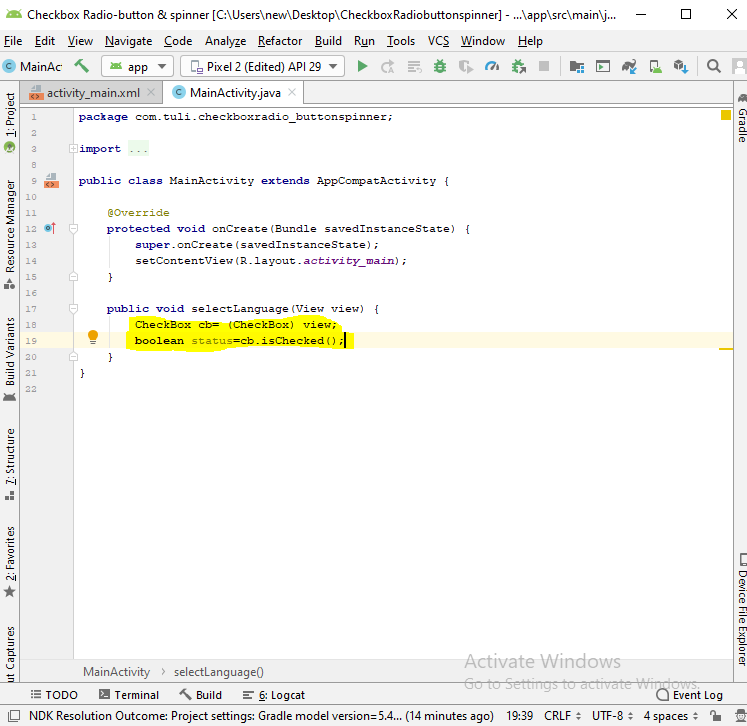 Checkbox Radio-button & spinner [C:\Users\new\Desktop\CheckboxRadiobuttonspinner] - ...\app\src\main\j...
File Edit View Navigate Code Analyze Refactor Build Run Tools VCS Window Help
MainAc app Pixel 2 (Edited) API 29
activity_main.xml MainActivity.java
1 package com.tuli.checkboxradio_buttonspinner;
2
3 import ...
8
9 public class MainActivity extends AppCompatActivity {
10
11 @Override
12 protected void onCreate(Bundle savedInstanceState) {
13 super.onCreate(savedInstanceState);
14 setContentView(R.layout.activity_main);
15 }
16
17 public void selectLanguage(View view) {
18 CheckBox cb= (CheckBox) view;
19 boolean status=cb.isChecked();
20 }
21 }
22
1: Project
Resource Manager
Build Variants
7: Structure
2: Favorites
ut Captures
Gradle
Device File Explorer
MainActivity › selectLanguage()
Activate Windows
Go to Settings to activate Windows.
TODO Terminal Build 6: Logcat Event Log
NDK Resolution Outcome: Project settings: Gradle model version=5.4... (14 minutes ago) 19:39 CRLF UTF-8 4 spaces